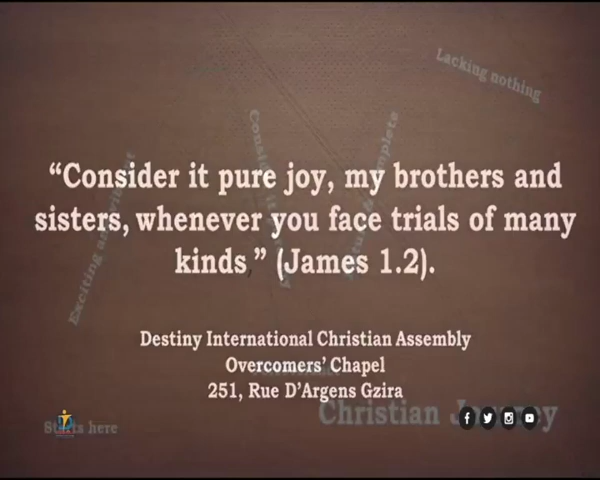 Lacking nothing
“Consider it pure joy, my brothers and
sisters, whenever you face trials of many
kinds ” (James 1.2).
Destiny International Christian Assembly
Overcomers’ Chapel
251, Rue D’Argens Gzira
Christian Journey
Starts here